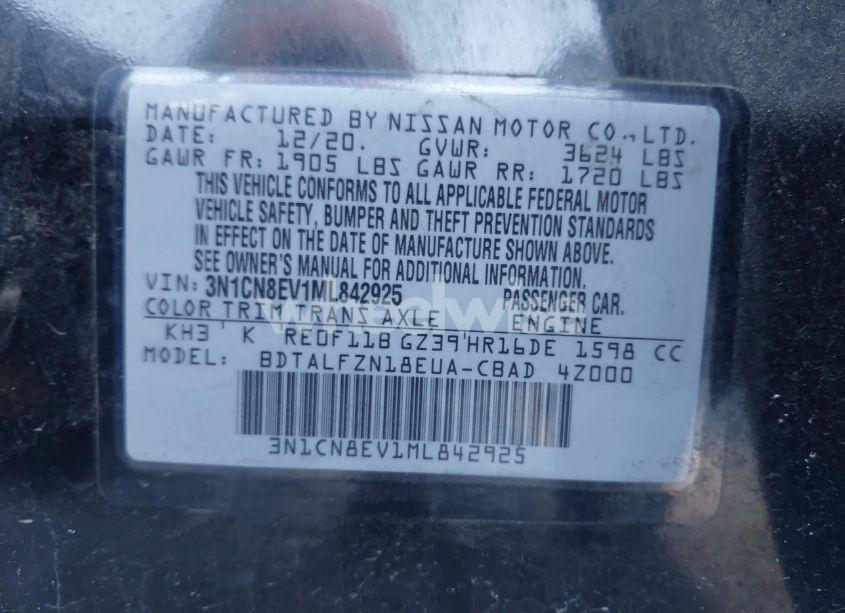 MANUFACTURED BY NISSAN MOTOR CO.,LTD.
DATE: 12/20. GVWR: 3624 LBS
GAWR FR: 1905 LBS GAWR RR: 1720 LBS
THIS VEHICLE CONFORMS TO ALL APPLICABLE FEDERAL MOTOR
VEHICLE SAFETY, BUMPER AND THEFT PREVENTION STANDARDS
IN EFFECT ON THE DATE OF MANUFACTURE SHOWN ABOVE.
SEE OWNER'S MANUAL FOR ADDITIONAL INFORMATION.
VIN: 3N1CN8EV1ML842925 PASSENGER CAR.
COLOR TRIM TRANS AXLE ENGINE
KH3 ' K RE0F11B GZ39'HR16DE 1598 CC
MODEL: BDTALFZN18EUA-CBAD 4Z000
3N1CN8EV1ML842925